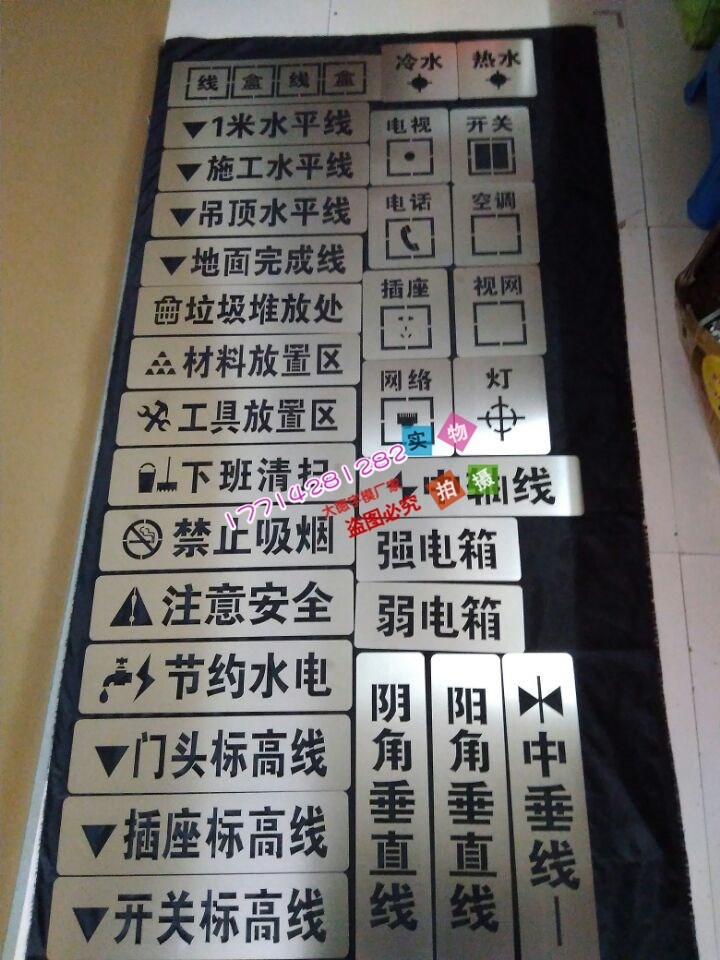 线 盒 线 盒
1米水平线
施工水平线
吊顶水平线
地面完成线
垃圾堆放处
材料放置区
工具放置区
下班清扫
禁止吸烟
注意安全
节约水电
门头标高线
插座标高线
开关标高线
冷水
热水
电视
开关
电话
空调
插座
视网
网络
灯
中轴线
强电箱
弱电箱
阴角垂直线
阳角垂直线
中垂线
实物
拍摄
17714281282
盗图必究